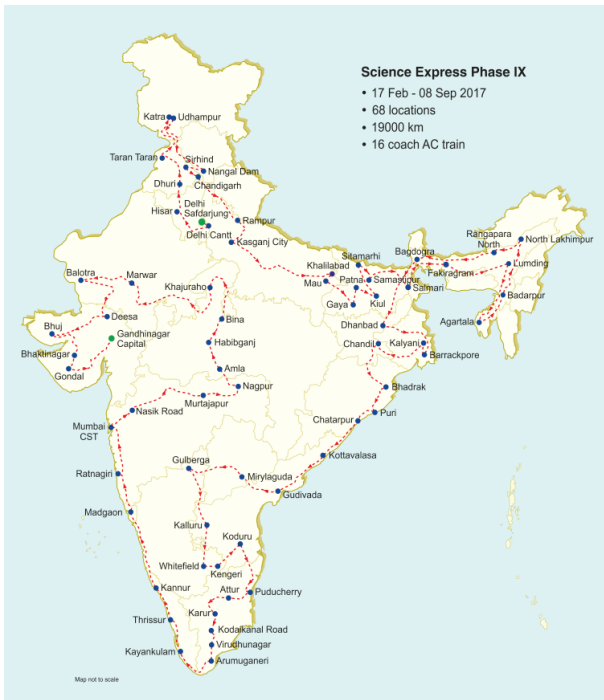 Science Express Phase IX
• 17 Feb - 08 Sep 2017
• 68 locations
• 19000 km
• 16 coach AC train
Katra
Udhampur
Taran Taran
Sirhind
Nangal Dam
Chandigarh
Dhuri
Delhi
Safdarjung
Hisar
Delhi Cantt
Rampur
Kasganj City
Rangapara
North
North Lakhimpur
Bagdogra
Sitamarhi
Khalilabad
Fakiragram
Lumding
Balotra
Marwar
Khajuraho
Mau
Patna
Samastipur
Salmari
Badarpur
Gaya
Kiul
Deesa
Bina
Agartala
Bhuj
Gandhinagar
Capital
Dhanbad
Habibganj
Chandil
Kalyani
Bhaktinagar
Barrackpore
Gondal
Amla
Nagpur
Bhadrak
Murtajapur
Nasik Road
Puri
Mumbai
CST
Chatarpur
Kottavalasa
Gulberga
Ratnagiri
Mirylaguda
Gudivada
Madgaon
Kalluru
Koduru
Whitefield
Kengeri
Kannur
Attur
Puducherry
Thrissur
Karur
Kodaikanal Road
Kayankulam
Virudhunagar
Arumuganeri
Map not to scale